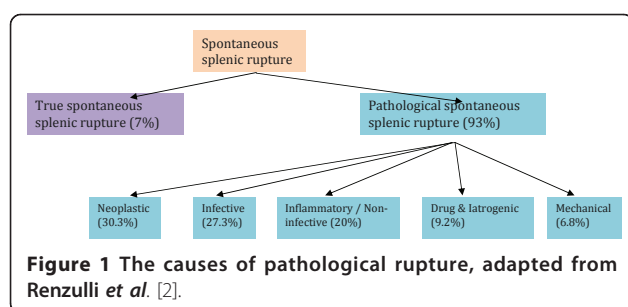 Spontaneous
splenic rupture
True spontaneous
splenic rupture (7%)
Pathological spontaneous
splenic rupture (93%)
Neoplastic
(30.3%)
Infective
(27.3%)
Inflammatory / Non-
infective (20%)
Drug & Iatrogenic
(9.2%)
Mechanical
(6.8%)
Figure 1 The causes of pathological rupture, adapted from
Renzulli et al. [2].